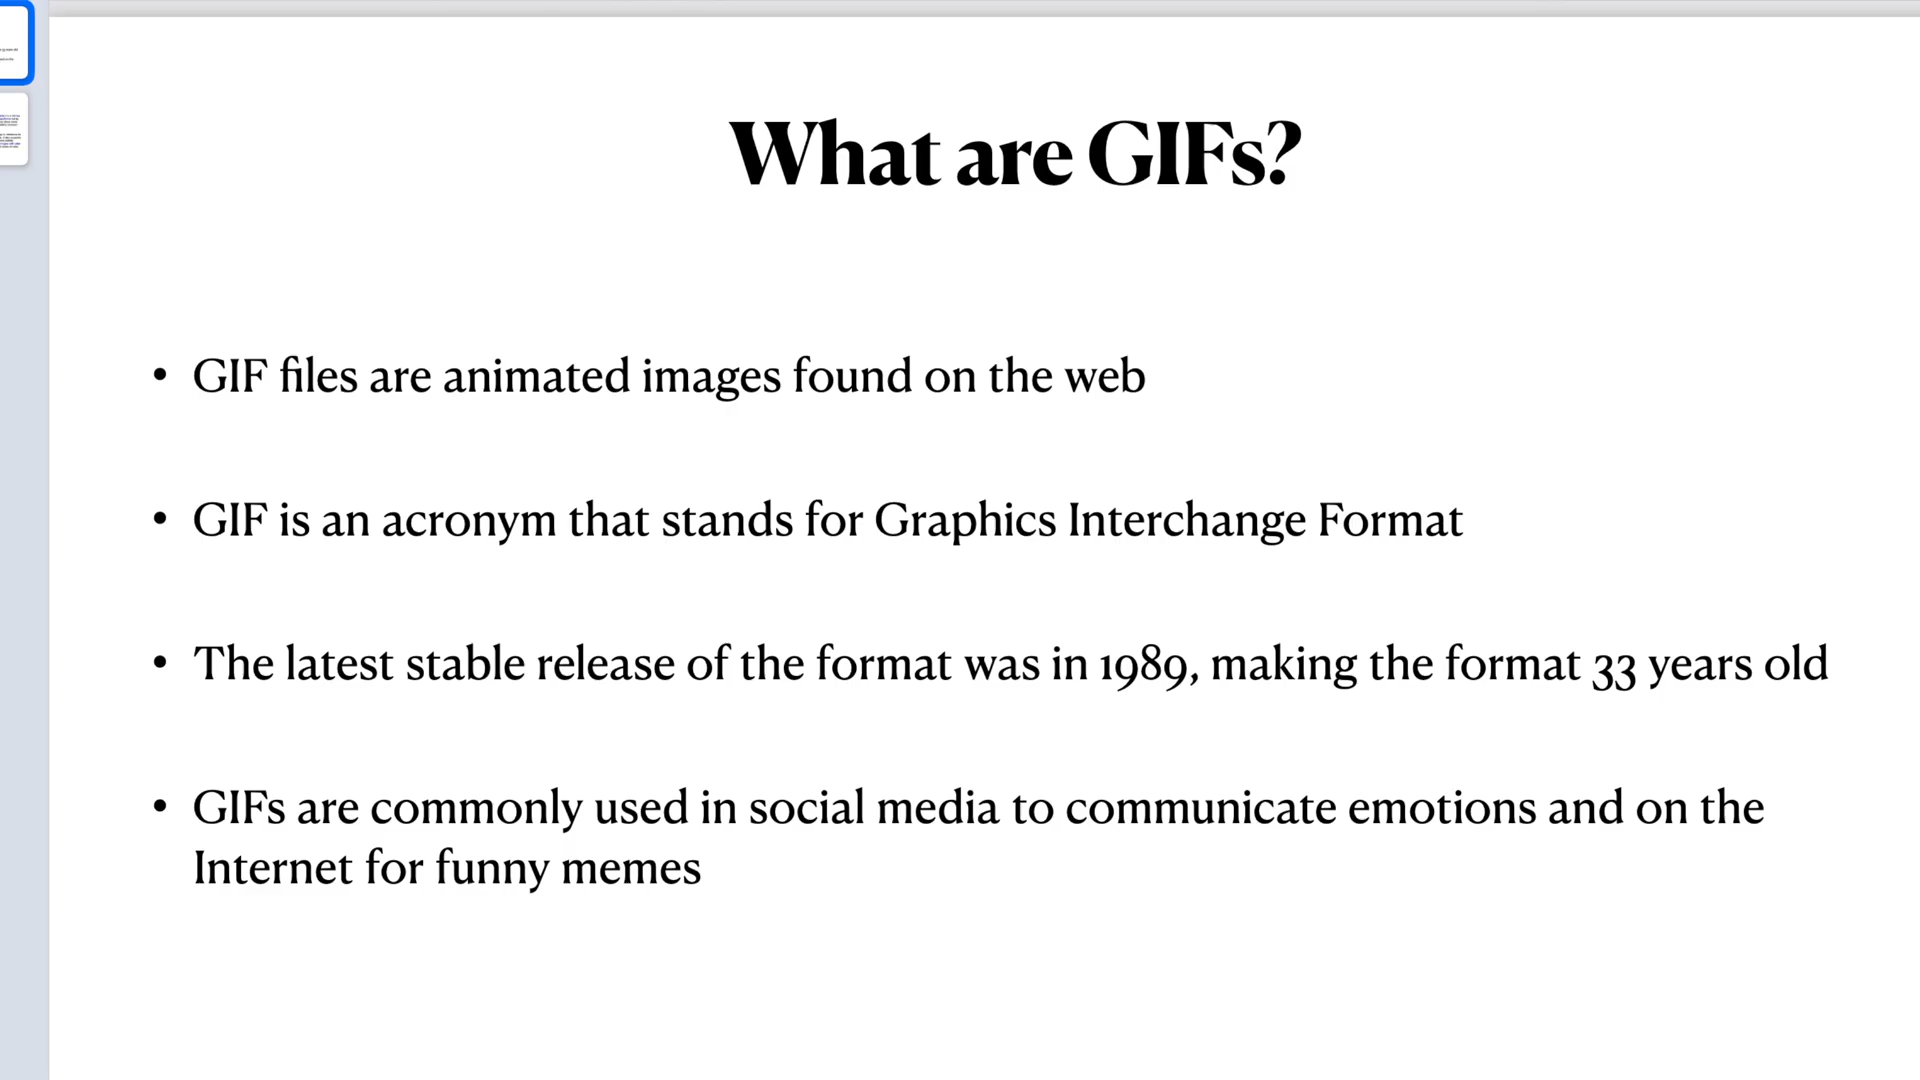 What are GIFs?
• GIF files are animated images found on the web
• GIF is an acronym that stands for Graphics Interchange Format
• The latest stable release of the format was in 1989, making the format 33 years old
• GIFs are commonly used in social media to communicate emotions and on the
Internet for funny memes